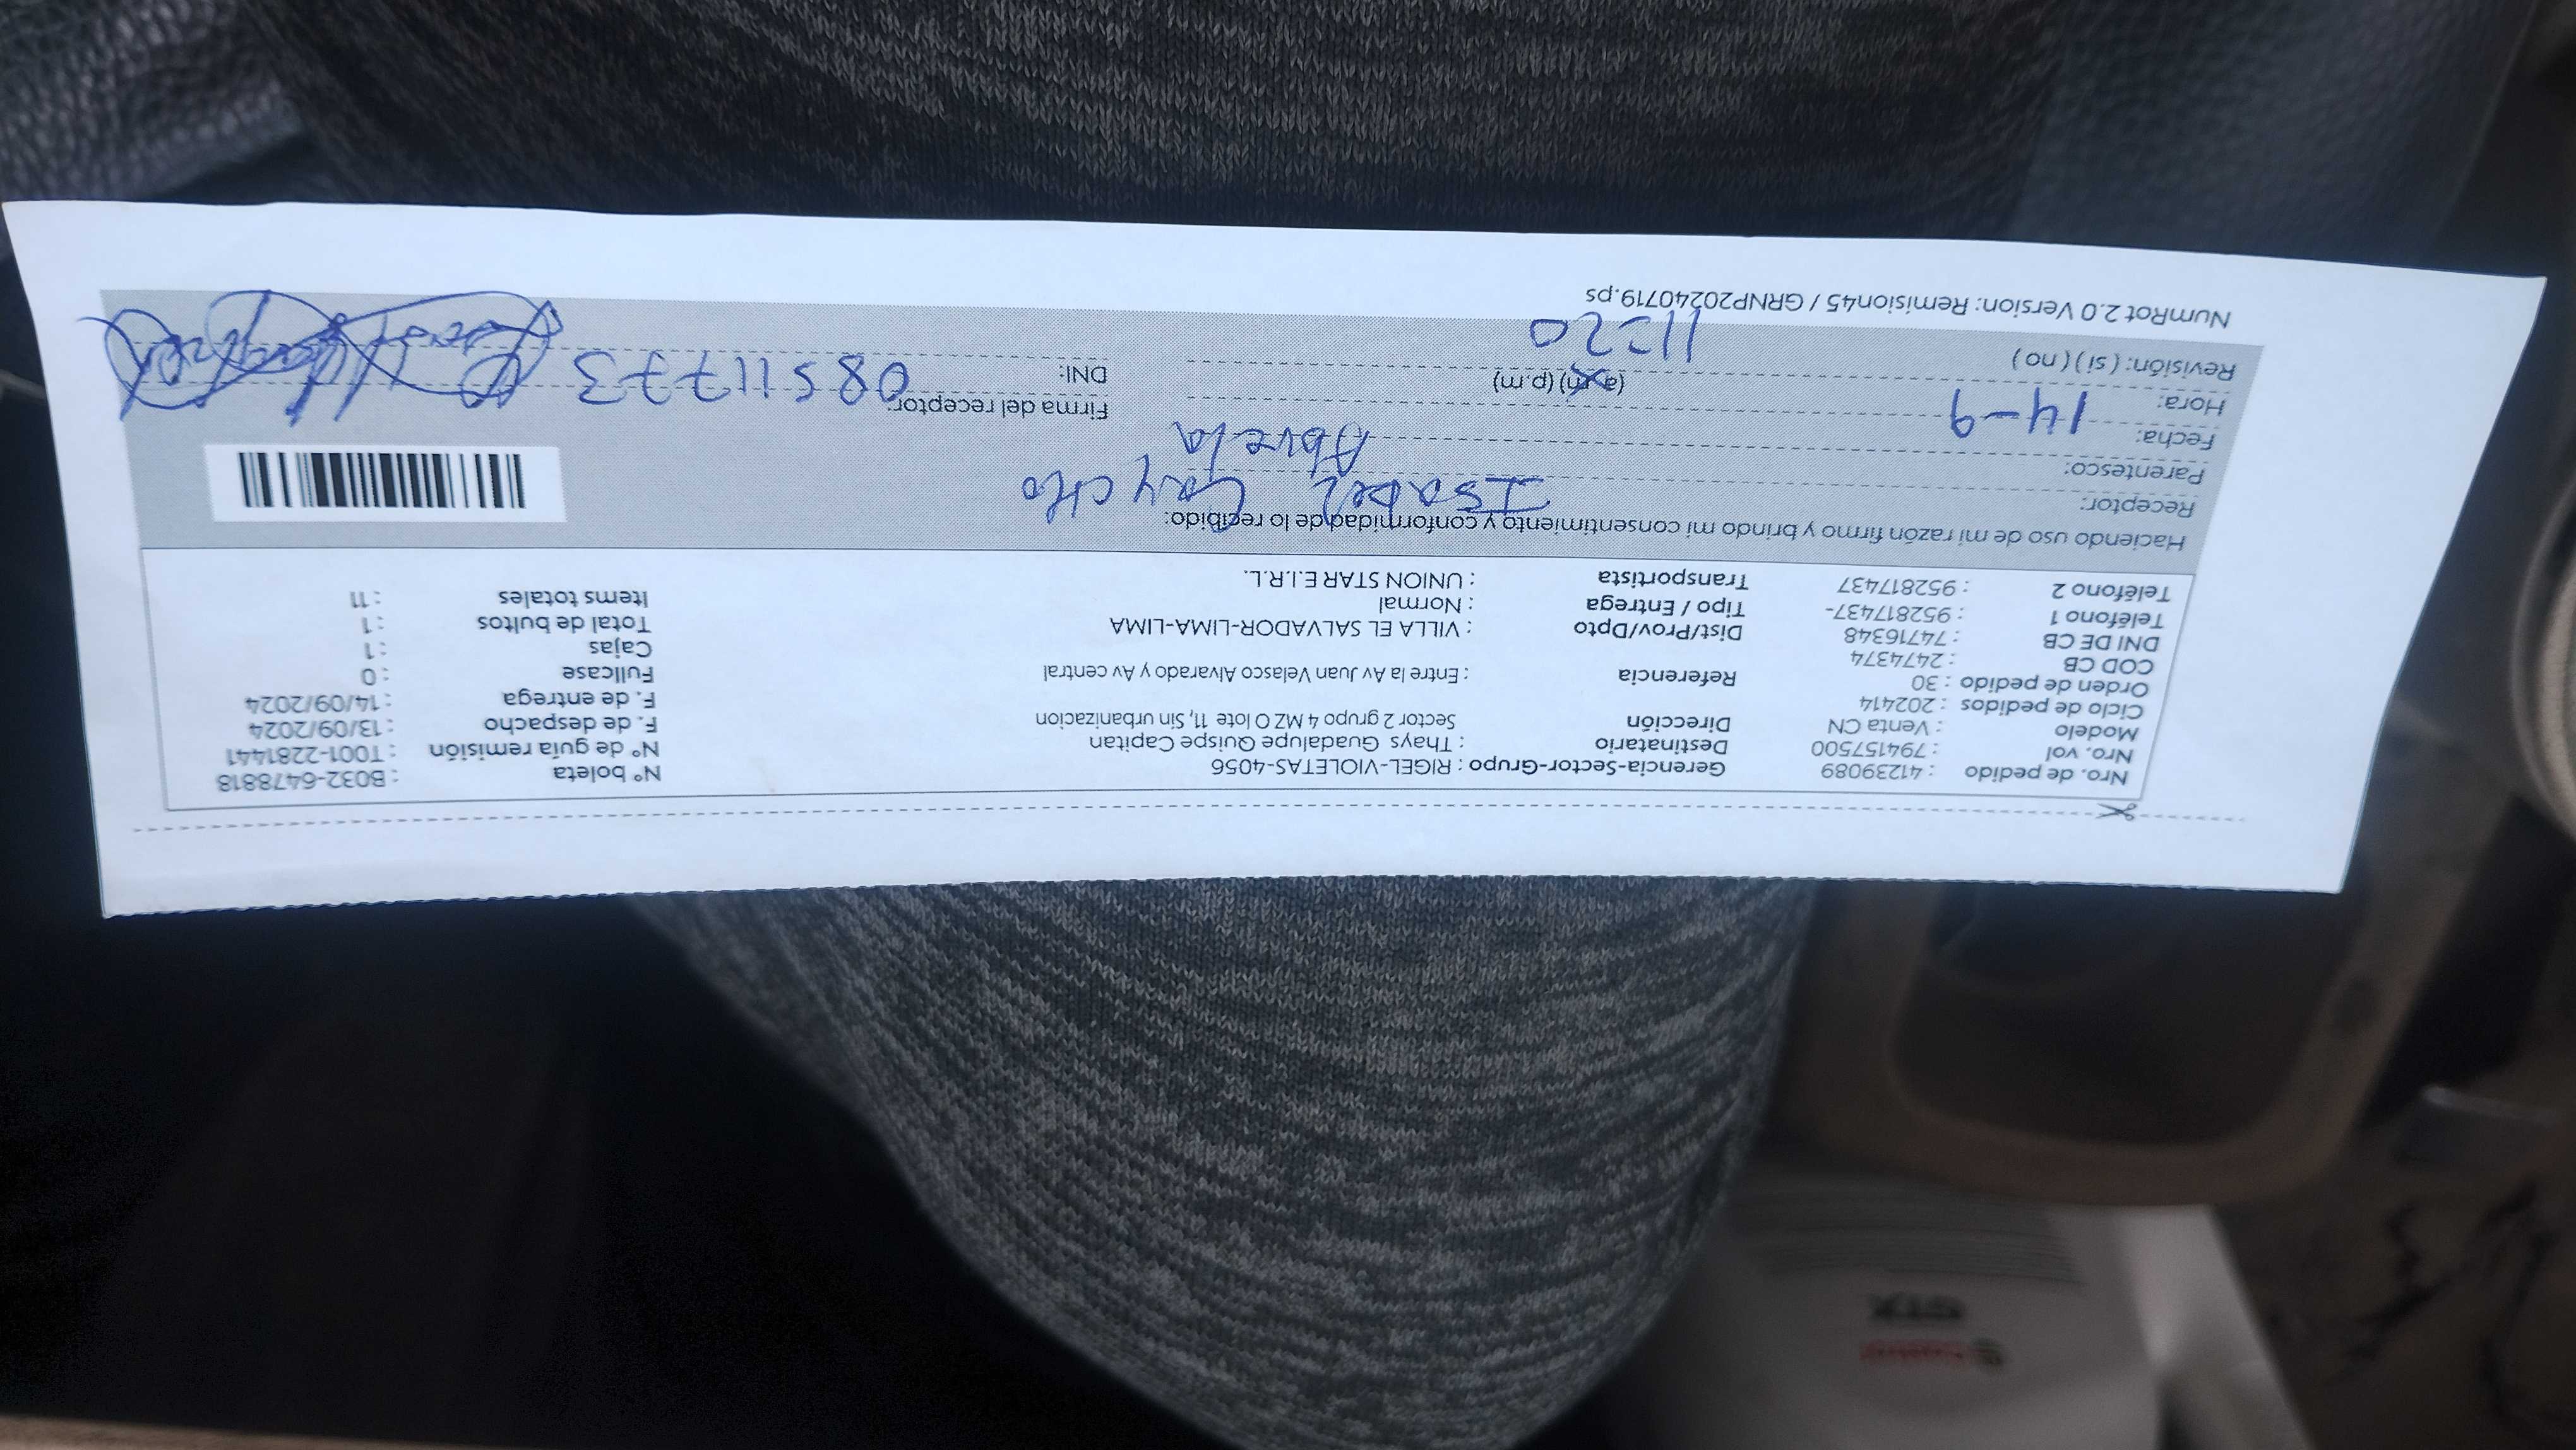 Nro. de pedido : 41239089 Gerencia-Sector-Grupo : RIGEL-VIOLETAS-4056 N° boleta : B032-6478818
Nro. vol : 794157500 Destinatario : Thays Guadalupe Quispe Capitan N° de guía remisión : T001-2281441
Modelo : Venta CN Dirección Sector 2 grupo 4 MZ O lote 11, Sin urbanizacion F. de despacho : 13/09/2024
Ciclo de pedidos : 202414 F. de entrega : 14/09/2024
Orden de pedido : 30 Referencia : Entre la Av Juan Velasco Alvarado y Av central Fullcase : 0
COD CB : 2474374 Cajas : 1
DNI DE CB : 74716348 Dist/Prov/Dpto : VILLA EL SALVADOR-LIMA-LIMA Total de bultos : 1
Teléfono 1 : 952817437- Tipo / Entrega : Normal Items totales : 11
Teléfono 2 : 952817437 Transportista : UNION STAR E.I.R.L.
Haciendo uso de mi razón firmo y brindo mi consentimiento y conformidad de lo recibido:
Receptor: Isabel Caycho
Parentesco: Abuela
Fecha: 14-9 Firma del receptor:
Hora: 11=20 (a.m) (p.m) DNI: 08511773
Revisión: ( si ) ( no )
NumRot 2.0 Version: Remision45 / GRNP20240719.ps